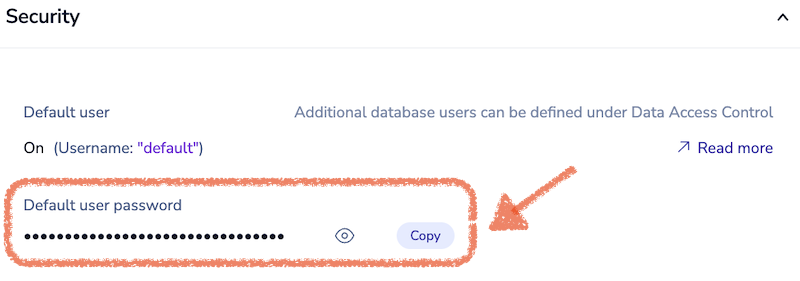 Security
Default user
Additional database users can be defined under Data Access Control
On (Username: "default")
Read more
Default user password
••••••••••••••••••••••••••••••••
Copy